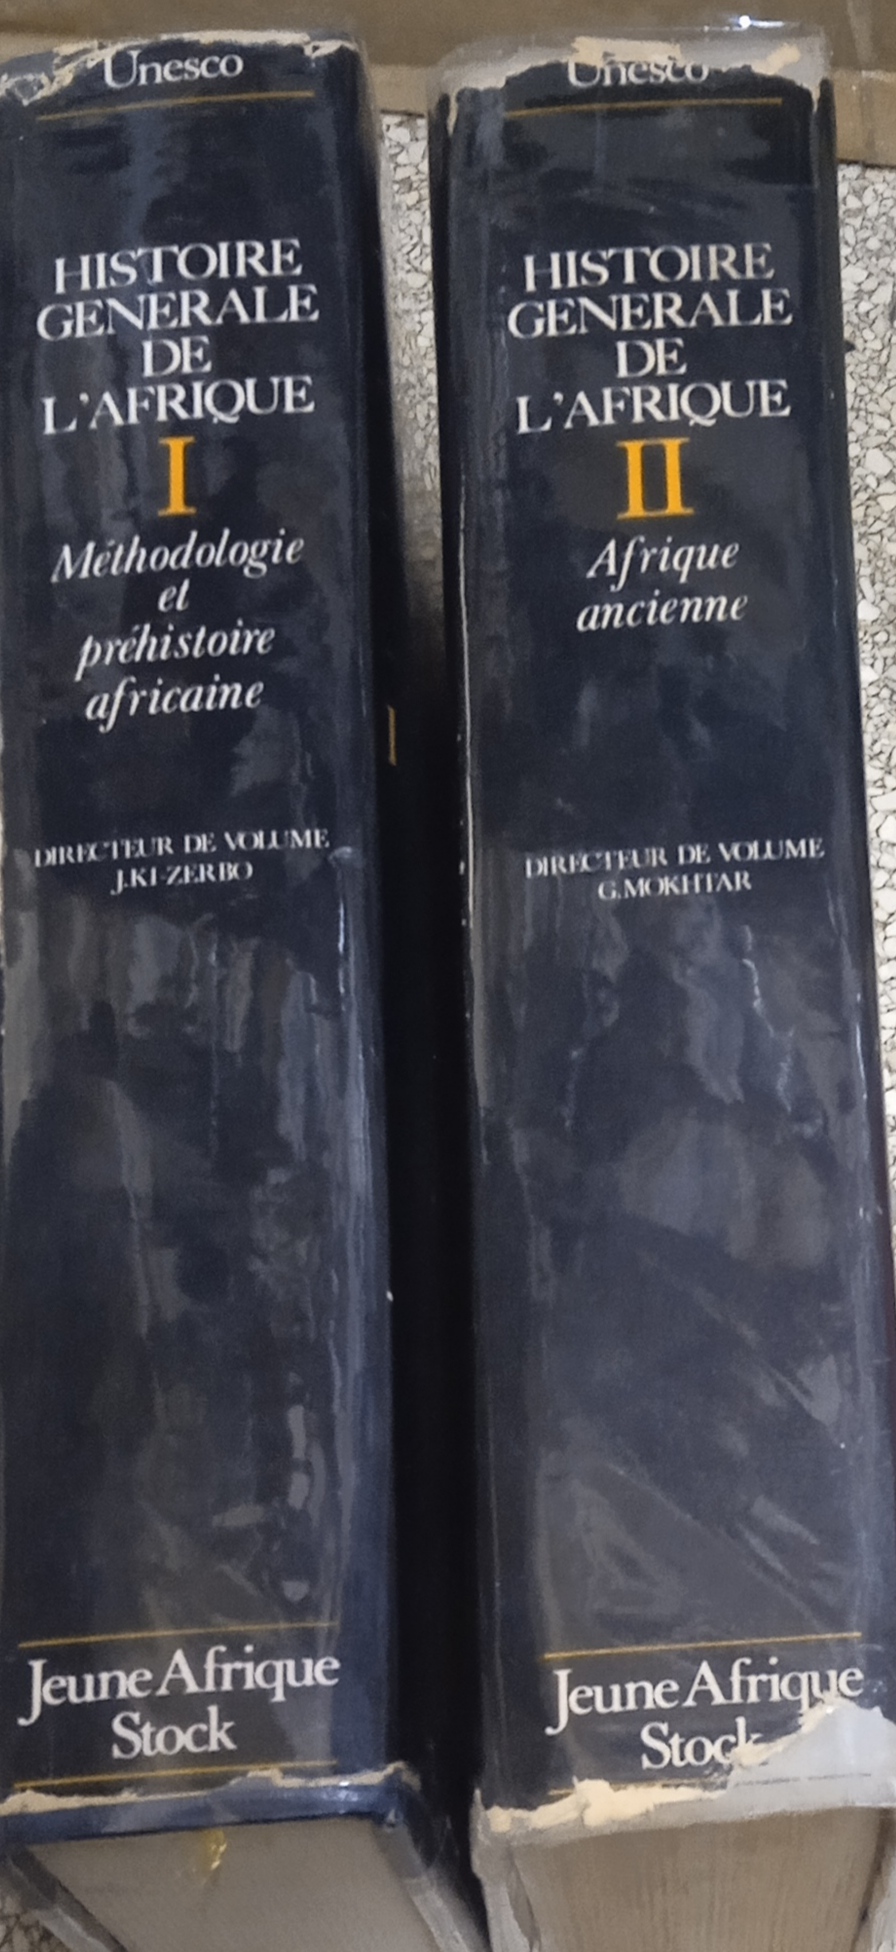 Unesco
HISTOIRE
GENERALE
DE
L'AFRIQUE
I
Méthodologie
et
préhistoire
africaine
DIRECTEUR DE VOLUME
J.KI-ZERBO
Jeune Afrique
Stock
Unesco
HISTOIRE
GENERALE
DE
L'AFRIQUE
II
Afrique
ancienne
DIRECTEUR DE VOLUME
G.MOKHTAR
Jeune Afrique
Stock